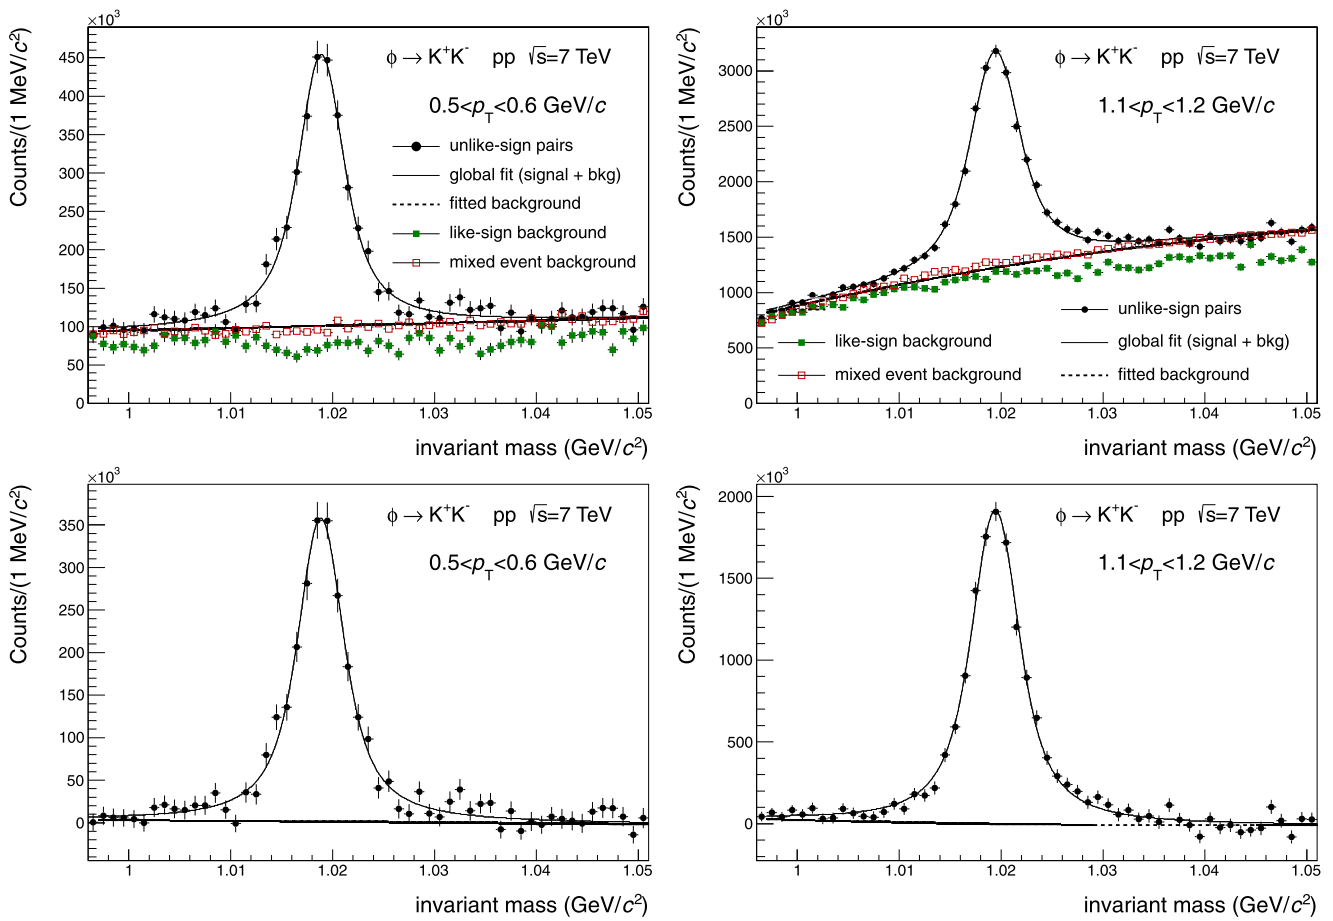 ×10³
Counts/(1 MeV/c²)
450
400
350
300
250
200
150
100
50
0
ϕ → K⁺K⁻ pp √s=7 TeV
0.5<p_T<0.6 GeV/c
unlike-sign pairs
global fit (signal + bkg)
fitted background
like-sign background
mixed event background
1 1.01 1.02 1.03 1.04 1.05
invariant mass (GeV/c²)
×10³
Counts/(1 MeV/c²)
3000
2500
2000
1500
1000
500
0
ϕ → K⁺K⁻ pp √s=7 TeV
1.1<p_T<1.2 GeV/c
unlike-sign pairs
like-sign background global fit (signal + bkg)
mixed event background fitted background
1 1.01 1.02 1.03 1.04 1.05
invariant mass (GeV/c²)
×10³
Counts/(1 MeV/c²)
350
300
250
200
150
100
50
0
ϕ → K⁺K⁻ pp √s=7 TeV
0.5<p_T<0.6 GeV/c
1 1.01 1.02 1.03 1.04 1.05
invariant mass (GeV/c²)
×10³
Counts/(1 MeV/c²)
2000
1500
1000
500
0
ϕ → K⁺K⁻ pp √s=7 TeV
1.1<p_T<1.2 GeV/c
1 1.01 1.02 1.03 1.04 1.05
invariant mass (GeV/c²)